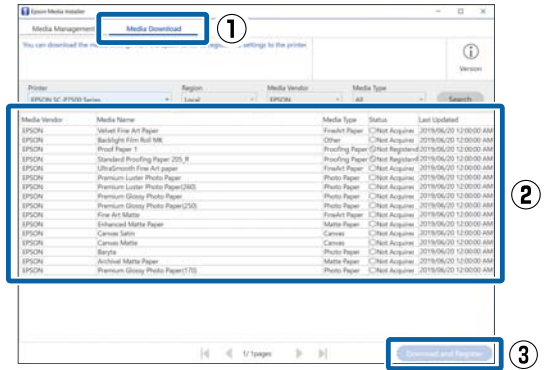 Epson Media Installer
Media Management Media Download
①
You can download the
settings to the printer.
Version
Printer Region Media Vendor Media Type
EPSON SC-P7500 Series Local EPSON All Search
Media Vendor Media Name Media Type Status Last Updated
EPSON Velvet Fine Art Paper FineArt Paper Not Acquired 2019/06/20 12:00:00 AM
EPSON Backlight Film Roll MK Other Not Acquired 2019/06/20 12:00:00 AM
EPSON Proof Paper 1 Proofing Paper Not Registered 2019/06/20 12:00:00 AM
EPSON Standard Proofing Paper 205_R Proofing Paper Not Registered 2019/06/20 12:00:00 AM
EPSON UltraSmooth Fine Art paper FineArt Paper Not Acquired 2019/06/20 12:00:00 AM
EPSON Premium Luster Photo Paper Photo Paper Not Acquired 2019/06/20 12:00:00 AM
EPSON Premium Luster Photo Paper(260) Photo Paper Not Acquired 2019/06/20 12:00:00 AM
EPSON Premium Glossy Photo Paper Photo Paper Not Acquired 2019/06/20 12:00:00 AM
EPSON Premium Glossy Photo Paper(250) Photo Paper Not Acquired 2019/06/20 12:00:00 AM
EPSON Fine Art Matte FineArt Paper Not Acquired 2019/06/20 12:00:00 AM
EPSON Enhanced Matte Paper Matte Paper Not Acquired 2019/06/20 12:00:00 AM
EPSON Canvas Satin Canvas Not Acquired 2019/06/20 12:00:00 AM
EPSON Canvas Matte Canvas Not Acquired 2019/06/20 12:00:00 AM
EPSON Baryta Photo Paper Not Acquired 2019/06/20 12:00:00 AM
EPSON Archival Matte Paper Matte Paper Not Acquired 2019/06/20 12:00:00 AM
EPSON Premium Glossy Photo Paper(170) Photo Paper Not Acquired 2019/06/20 12:00:00 AM
②
1/ 1pages
Download and Register
③